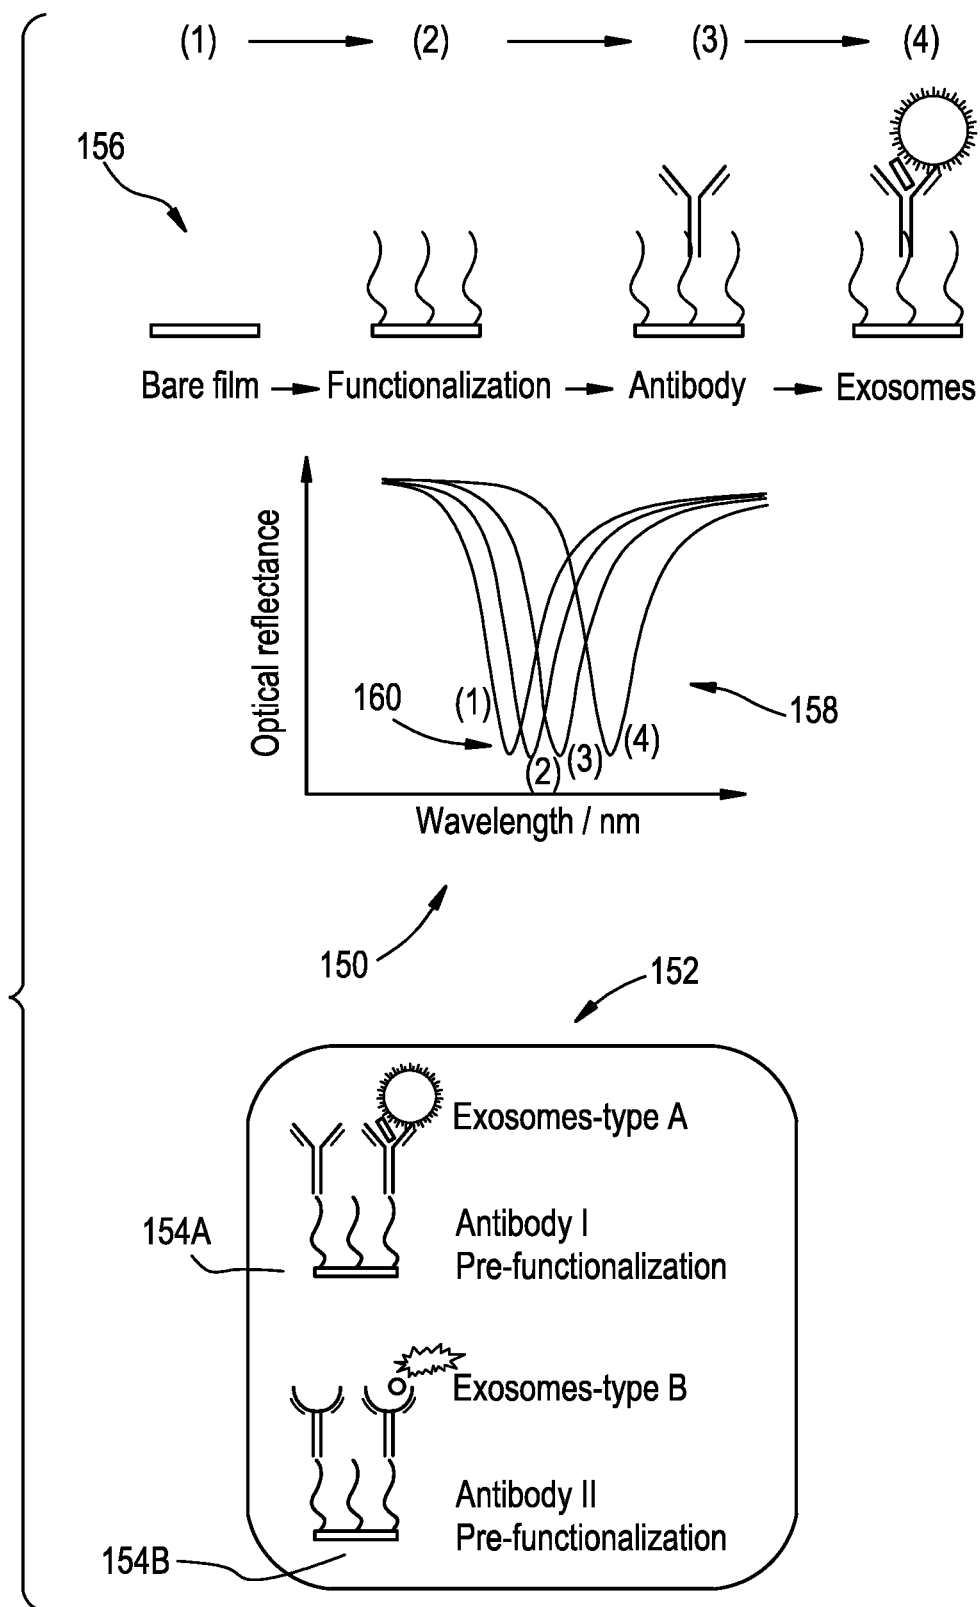 (1) (2) (3) (4)
156
Bare film Functionalization Antibody Exosomes
Optical reflectance
160
(1)
(2)
(3)
(4)
158
Wavelength / nm
150
152
Exosomes-type A
154A
Antibody I
Pre-functionalization
Exosomes-type B
Antibody II
Pre-functionalization
154B